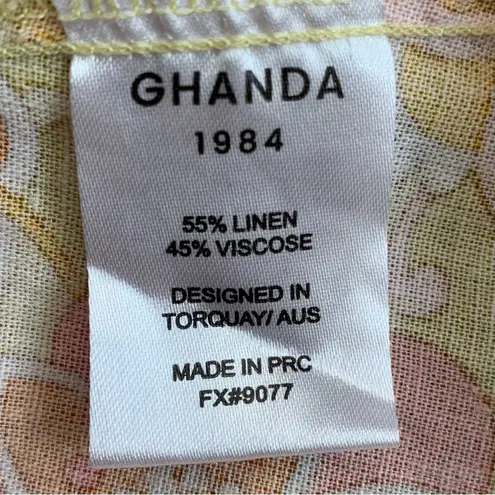 GHANDA
1984
55% LINEN
45% VISCOSE
DESIGNED IN
TORQUAY/ AUS
MADE IN PRC
FX#9077